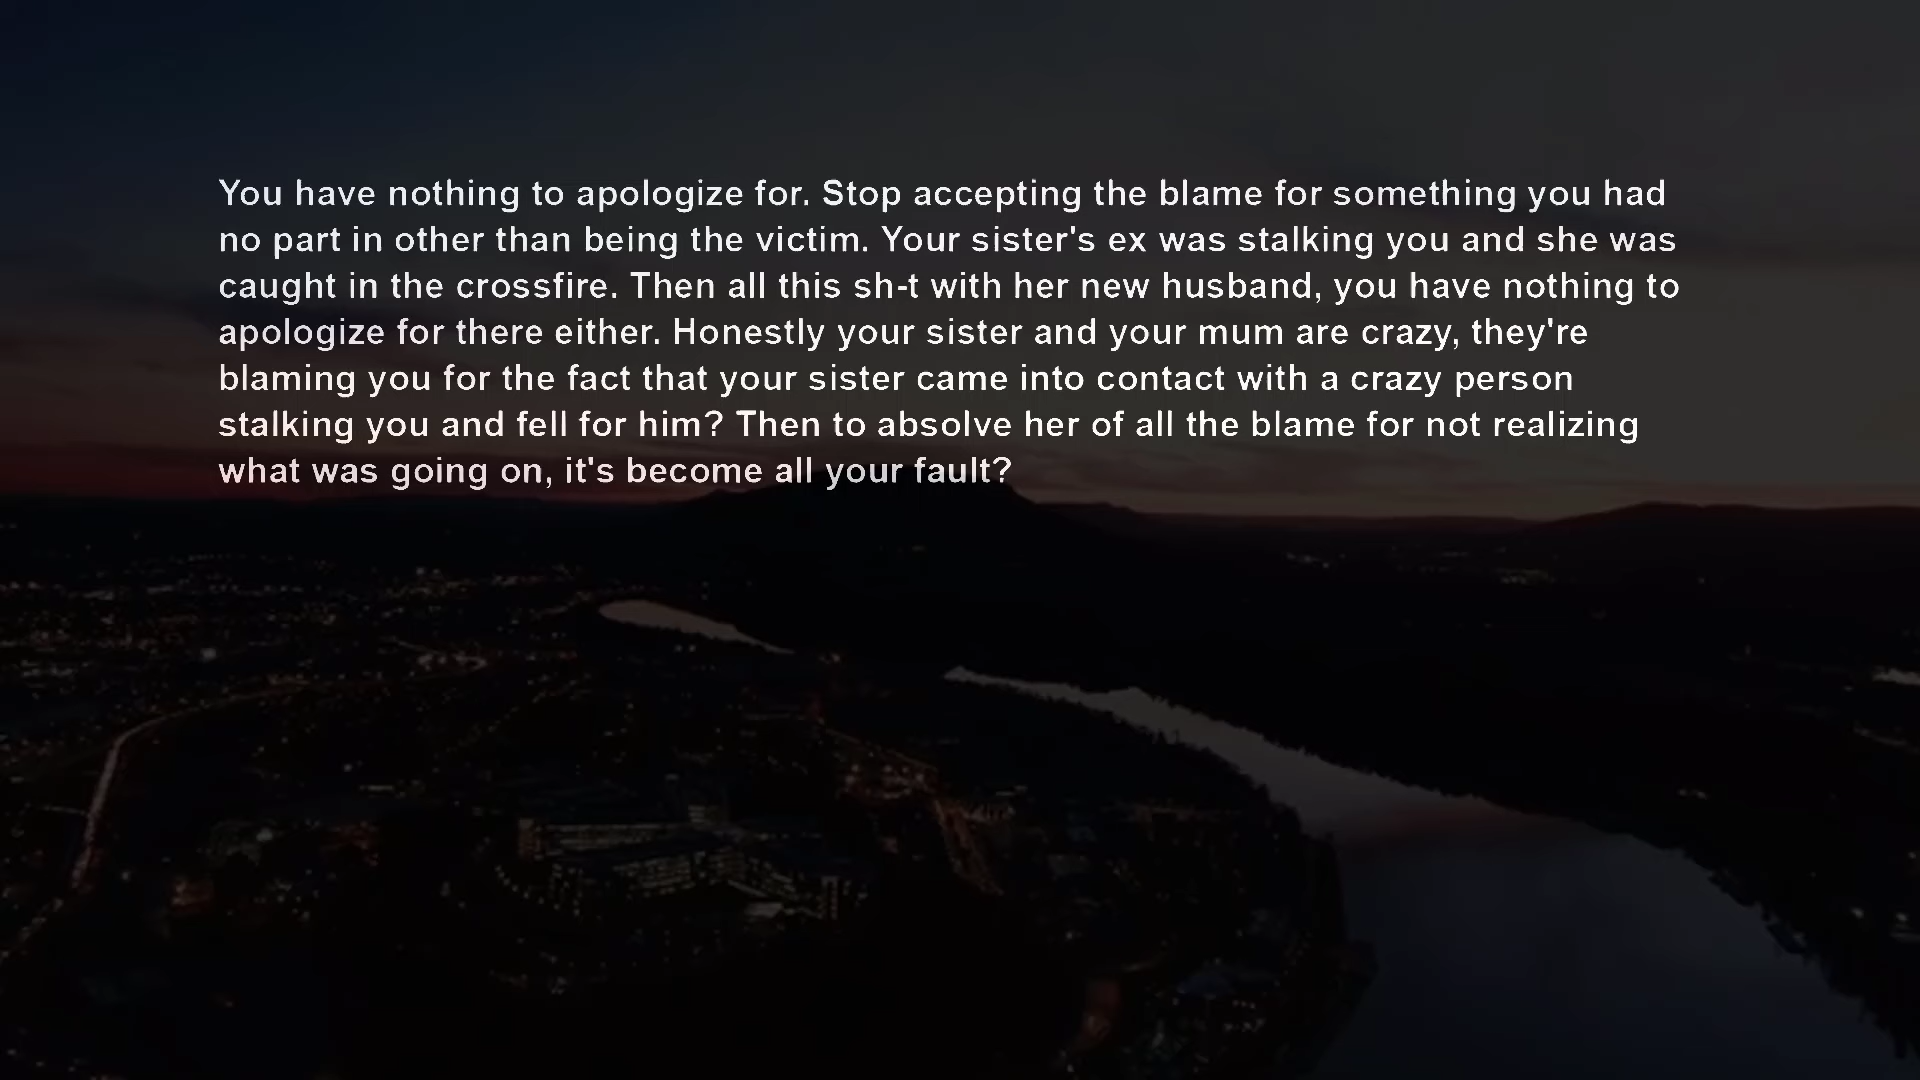 You have nothing to apologize for. Stop accepting the blame for something you had
no part in other than being the victim. Your sister's ex was stalking you and she was
caught in the crossfire. Then all this sh-t with her new husband, you have nothing to
apologize for there either. Honestly your sister and your mum are crazy, they're
blaming you for the fact that your sister came into contact with a crazy person
stalking you and fell for him? Then to absolve her of all the blame for not realizing
what was going on, it's become all your fault?